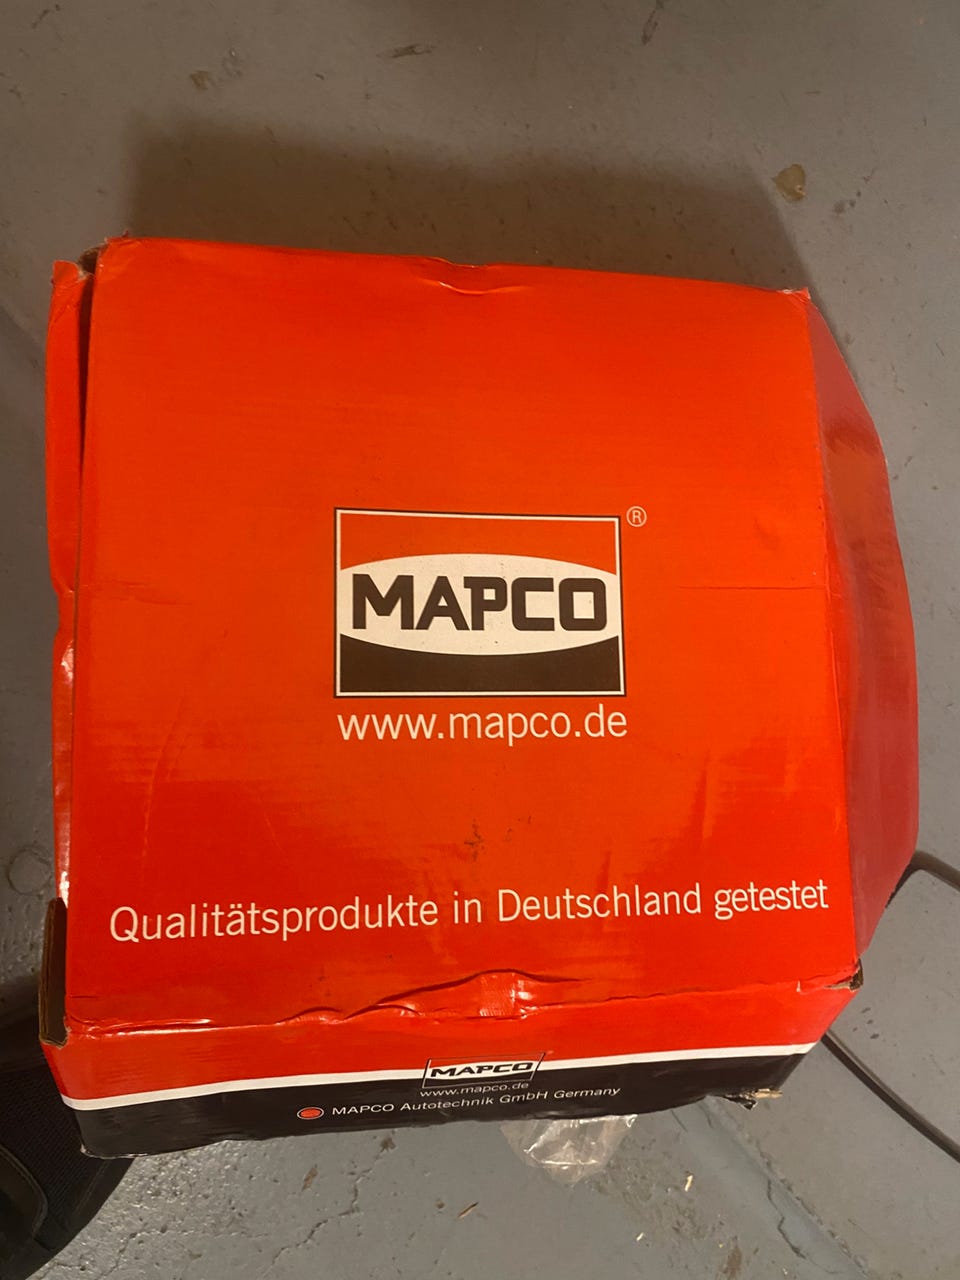 MAPCO
®
www.mapco.de
Qualitätsprodukte in Deutschland getestet
MAPCO
www.mapco.de
MAPCO Autotechnik GmbH Germany